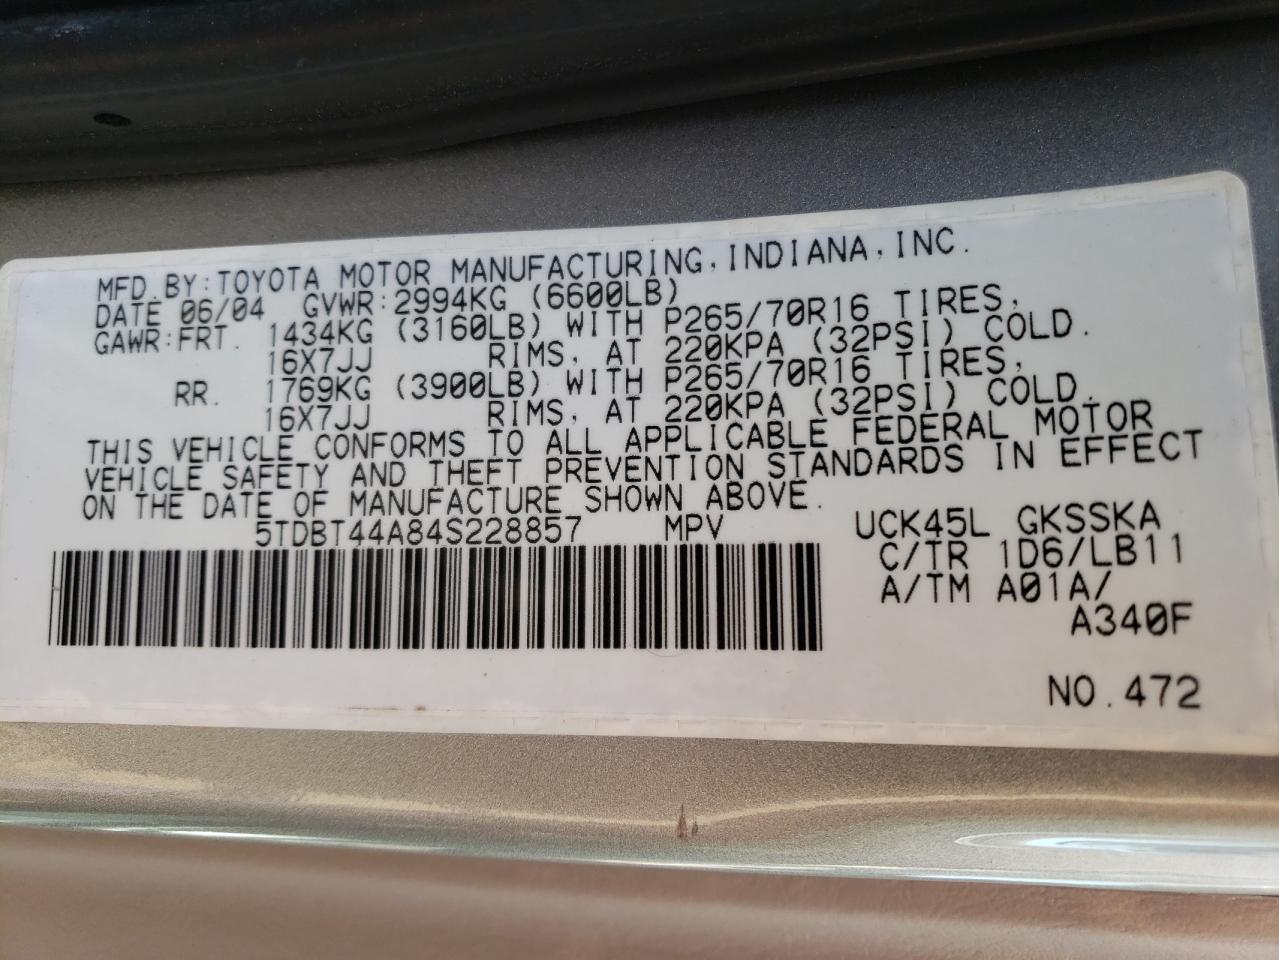 MFD. BY: TOYOTA MOTOR MANUFACTURING, INDIANA, INC.
DATE 06/04 GVWR: 2994KG (6600LB)
GAWR: FRT. 1434KG (3160LB) WITH P265/70R16 TIRES,
16X7JJ RIMS, AT 220KPA (32PSI) COLD.
RR. 1769KG (3900LB) WITH P265/70R16 TIRES,
16X7JJ RIMS, AT 220KPA (32PSI) COLD.
THIS VEHICLE CONFORMS TO ALL APPLICABLE FEDERAL MOTOR
VEHICLE SAFETY AND THEFT PREVENTION STANDARDS IN EFFECT
ON THE DATE OF MANUFACTURE SHOWN ABOVE.
5TDBT44A84S228857 MPV UCK45L GKSSKA
C/TR 1D6/LB11
A/TM A01A/
A340F
NO. 472